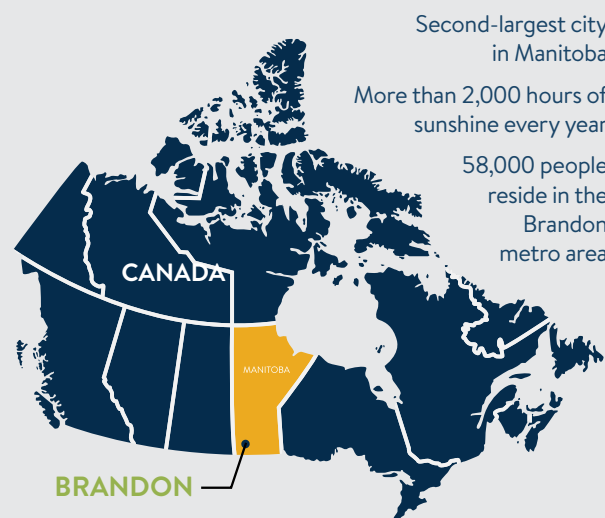 Second-largest city
in Manitoba
More than 2,000 hours of
sunshine every year
58,000 people
reside in the
Brandon
metro area
CANADA
MANITOBA
BRANDON